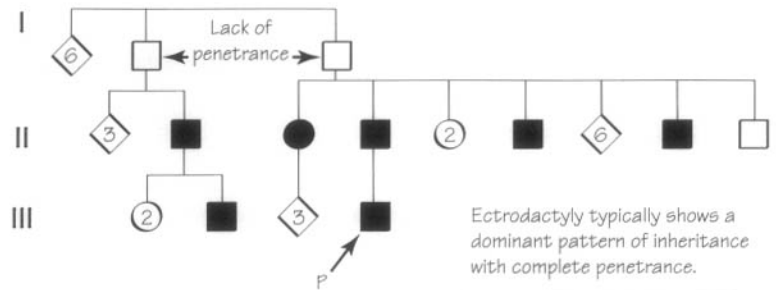 I
Lack of
penetrance
6
II
3
2
6
III
2
3
P
Ectrodactyly typically shows a
dominant pattern of inheritance
with complete penetrance.